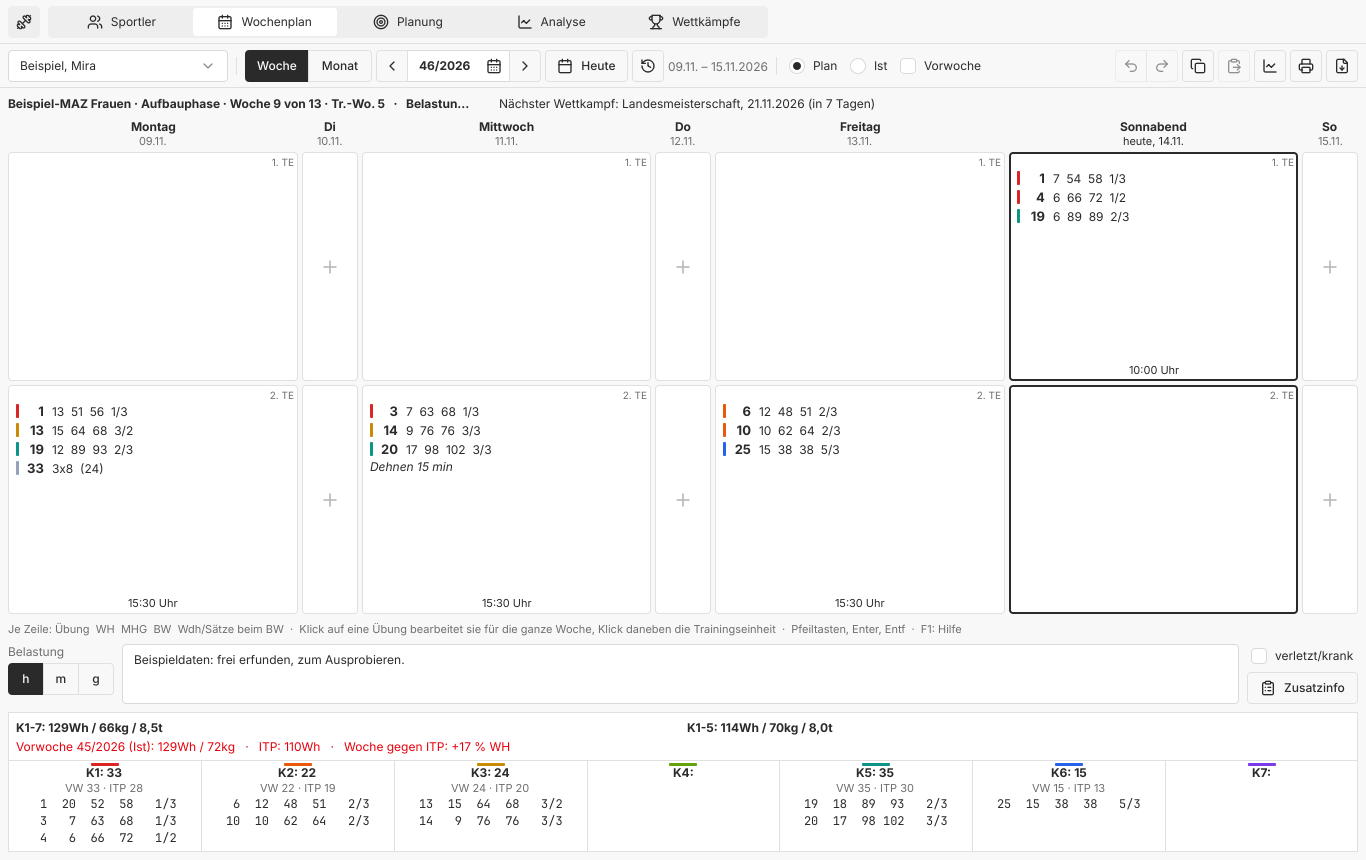 Sportler Wochenplan Planung Analyse Wettkämpfe
Beispiel, Mira Woche Monat 46/2026 Heute 09.11. – 15.11.2026 Plan Ist Vorwoche
Beispiel-MAZ Frauen · Aufbauphase · Woche 9 von 13 · Tr.-Wo. 5 · Belastun... Nächster Wettkampf: Landesmeisterschaft, 21.11.2026 (in 7 Tagen)
Montag Di Mittwoch Do Freitag Sonnabend So
09.11. 10.11. 11.11. 12.11. 13.11. heute, 14.11. 15.11.
1. TE 1. TE 1. TE 1. TE
1 7 54 58 1/3
4 6 66 72 1/2
19 6 89 89 2/3
10:00 Uhr
2. TE 2. TE 2. TE 2. TE
1 13 51 56 1/3 3 7 63 68 1/3 6 12 48 51 2/3
13 15 64 68 3/2 14 9 76 76 3/3 10 10 62 64 2/3
19 12 89 93 2/3 20 17 98 102 3/3 25 15 38 38 5/3
33 3x8 (24) Dehnen 15 min
15:30 Uhr 15:30 Uhr 15:30 Uhr
Je Zeile: Übung WH MHG BW Wdh/Sätze beim BW · Klick auf eine Übung bearbeitet sie für die ganze Woche, Klick daneben die Trainingseinheit · Pfeiltasten, Enter, Entf · F1: Hilfe
Belastung
h m g
Beispieldaten: frei erfunden, zum Ausprobieren.
verletzt/krank
Zusatzinfo
K1-7: 129Wh / 66kg / 8,5t K1-5: 114Wh / 70kg / 8,0t
Vorwoche 45/2026 (Ist): 129Wh / 72kg · ITP: 110Wh · Woche gegen ITP: +17 % WH
K1: 33 K2: 22 K3: 24 K4: K5: 35 K6: 15 K7:
VW 33 · ITP 28 VW 22 · ITP 19 VW 24 · ITP 20 VW 35 · ITP 30 VW 15 · ITP 13
1 20 52 58 1/3 6 12 48 51 2/3 13 15 64 68 3/2 19 18 89 93 2/3 25 15 38 38 5/3
3 7 63 68 1/3 10 10 62 64 2/3 14 9 76 76 3/3 20 17 98 102 3/3
4 6 66 72 1/2